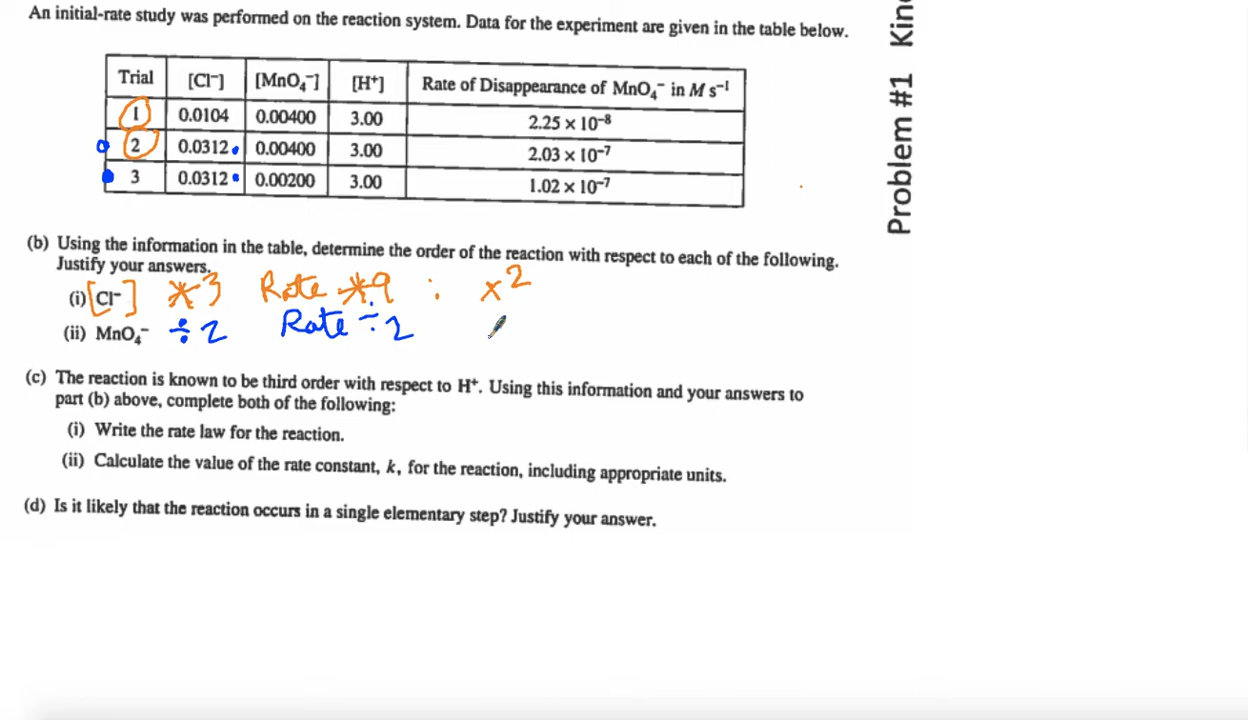 An initial-rate study was performed on the reaction system. Data for the experiment are given in the table below.
Trial [Cl⁻] [MnO₄⁻] [H⁺] Rate of Disappearance of MnO₄⁻ in M s⁻¹
1 0.0104 0.00400 3.00 2.25 × 10⁻⁸
2 0.0312 0.00400 3.00 2.03 × 10⁻⁷
3 0.0312 0.00200 3.00 1.02 × 10⁻⁷
(b) Using the information in the table, determine the order of the reaction with respect to each of the following.
Justify your answers.
(i) [Cl⁻] *3 Rate *9 : x²
(ii) MnO₄⁻ ÷2 Rate ÷2
(c) The reaction is known to be third order with respect to H⁺. Using this information and your answers to
part (b) above, complete both of the following:
(i) Write the rate law for the reaction.
(ii) Calculate the value of the rate constant, k, for the reaction, including appropriate units.
(d) Is it likely that the reaction occurs in a single elementary step? Justify your answer.
Problem #1